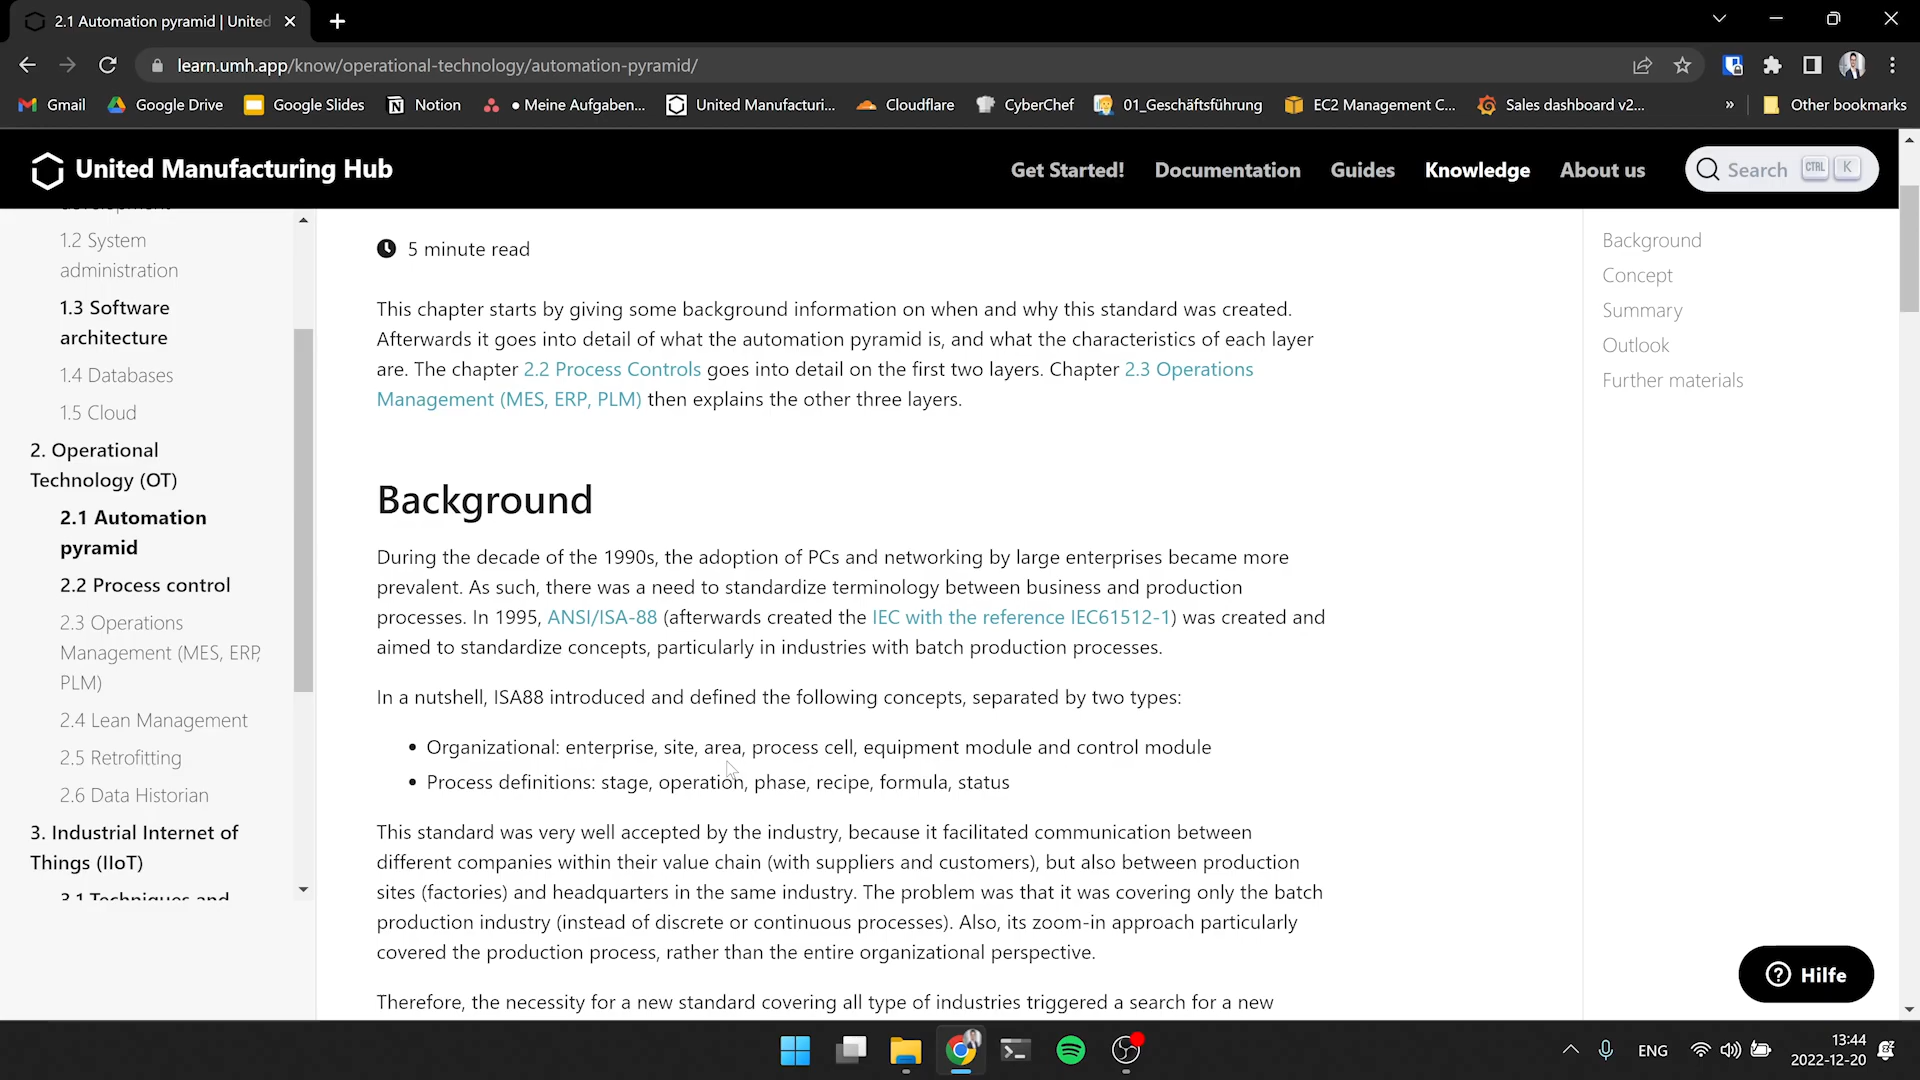 2.1 Automation pyramid | United
learn.umh.app/know/operational-technology/automation-pyramid/
Gmail
Google Drive
Google Slides
Notion
• Meine Aufgaben...
United Manufacturi...
Cloudflare
CyberChef
01_Geschäftsführung
EC2 Management C...
Sales dashboard v2...
»
Other bookmarks
United Manufacturing Hub
Get Started!
Documentation
Guides
Knowledge
About us
Search CTRL K
development
1.2 System
administration
1.3 Software
architecture
1.4 Databases
1.5 Cloud
2. Operational
Technology (OT)
2.1 Automation
pyramid
2.2 Process control
2.3 Operations
Management (MES, ERP,
PLM)
2.4 Lean Management
2.5 Retrofitting
2.6 Data Historian
3. Industrial Internet of
Things (IIoT)
3.1 Techniques and
5 minute read
This chapter starts by giving some background information on when and why this standard was created.
Afterwards it goes into detail of what the automation pyramid is, and what the characteristics of each layer
are. The chapter 2.2 Process Controls goes into detail on the first two layers. Chapter 2.3 Operations
Management (MES, ERP, PLM) then explains the other three layers.
Background
During the decade of the 1990s, the adoption of PCs and networking by large enterprises became more
prevalent. As such, there was a need to standardize terminology between business and production
processes. In 1995, ANSI/ISA-88 (afterwards created the IEC with the reference IEC61512-1) was created and
aimed to standardize concepts, particularly in industries with batch production processes.
In a nutshell, ISA88 introduced and defined the following concepts, separated by two types:
• Organizational: enterprise, site, area, process cell, equipment module and control module
• Process definitions: stage, operation, phase, recipe, formula, status
This standard was very well accepted by the industry, because it facilitated communication between
different companies within their value chain (with suppliers and customers), but also between production
sites (factories) and headquarters in the same industry. The problem was that it was covering only the batch
production industry (instead of discrete or continuous processes). Also, its zoom-in approach particularly
covered the production process, rather than the entire organizational perspective.
Therefore, the necessity for a new standard covering all type of industries triggered a search for a new
Background
Concept
Summary
Outlook
Further materials
Hilfe
ENG
13:44
2022-12-20